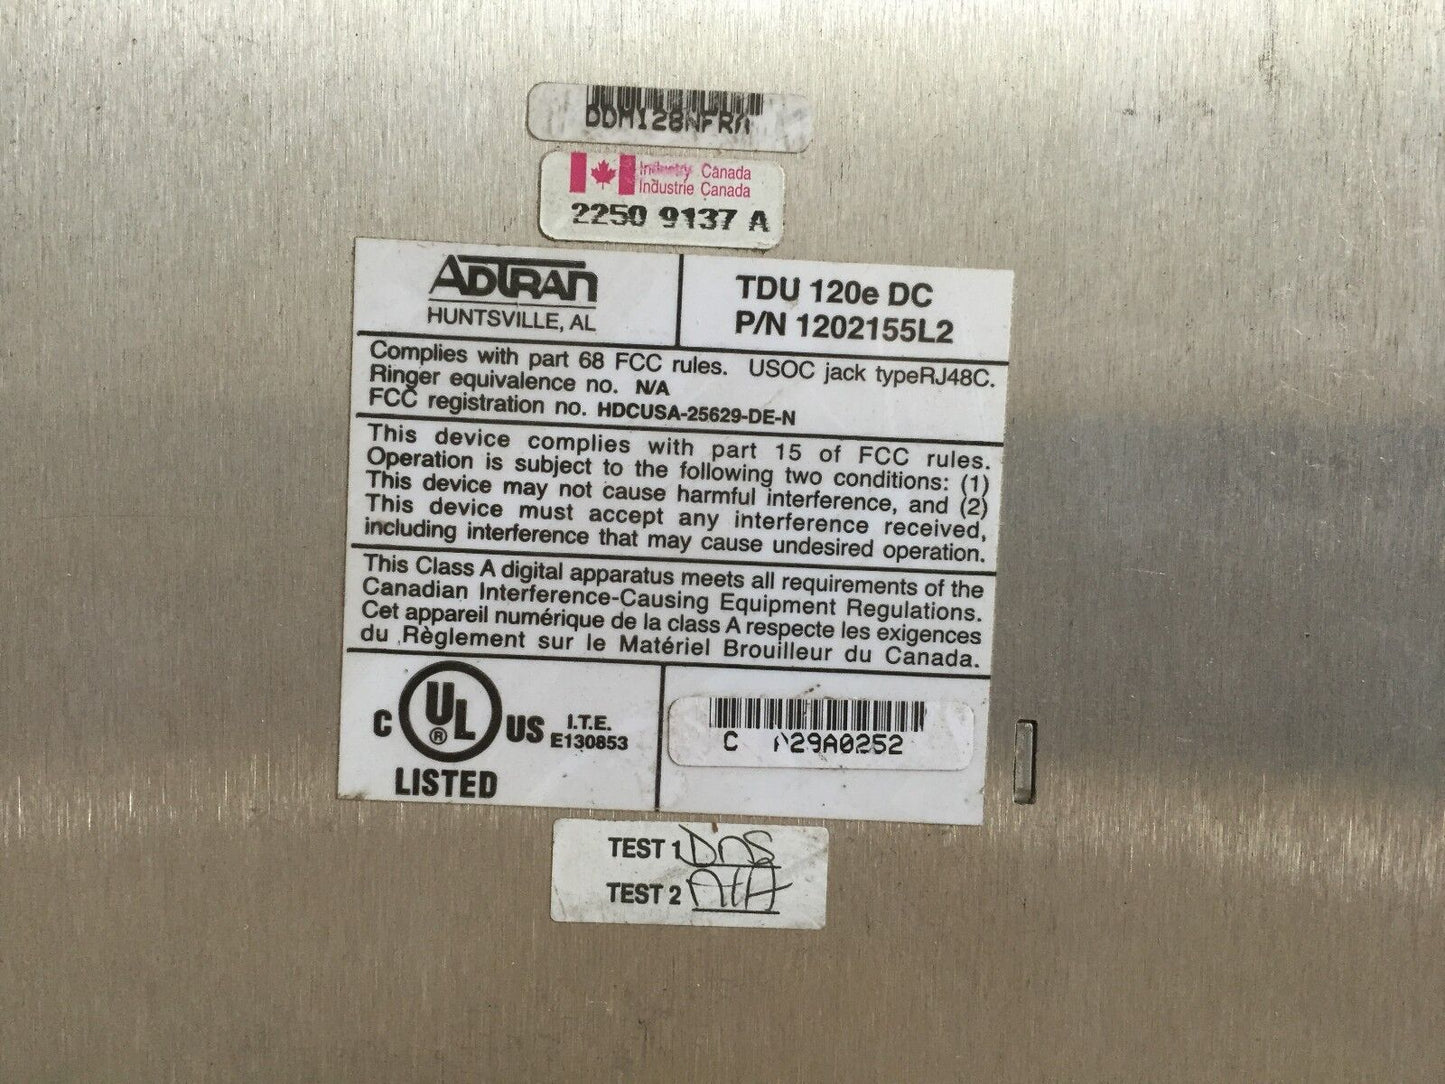 DDM128NFRA
Industry Canada
Industrie Canada
2250 9137 A
ADTRAN
HUNTSVILLE, AL
TDU 120e DC
P/N 1202155L2
Complies with part 68 FCC rules. USOC jack typeRJ48C.
Ringer equivalence no. N/A
FCC registration no. HDCUSA-25629-DE-N
This device complies with part 15 of FCC rules.
Operation is subject to the following two conditions: (1)
This device may not cause harmful interference, and (2)
This device must accept any interference received,
including interference that may cause undesired operation.
This Class A digital apparatus meets all requirements of the
Canadian Interference-Causing Equipment Regulations.
Cet appareil numérique de la class A respecte les exigences
du Règlement sur le Matériel Brouilleur du Canada.
C UL® US
LISTED
I.T.E.
E130853
C 29A0252
TEST 1 DNS
TEST 2